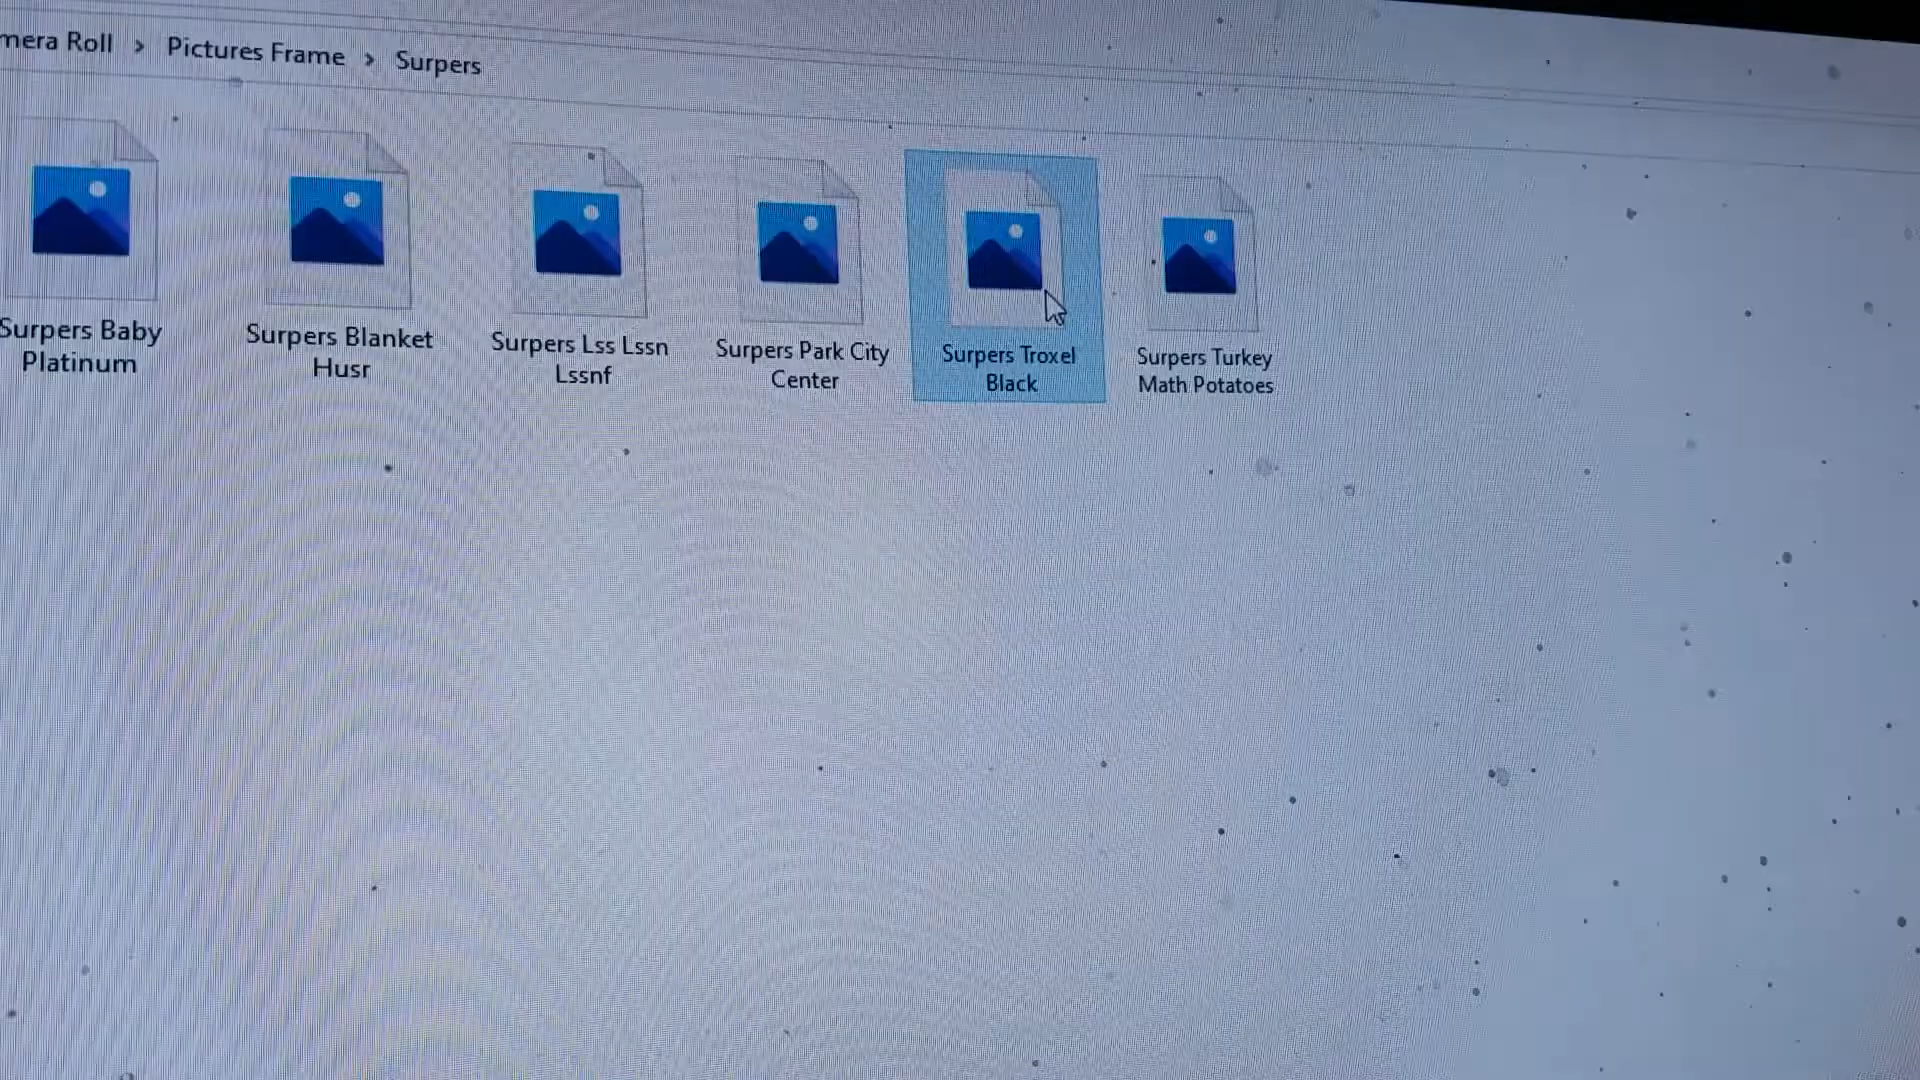 mera Roll > Pictures Frame > Surpers
Surpers Baby
Platinum
Surpers Blanket
Husr
Surpers Lss Lssn
Lssnf
Surpers Park City
Center
Surpers Troxel
Black
Surpers Turkey
Math Potatoes